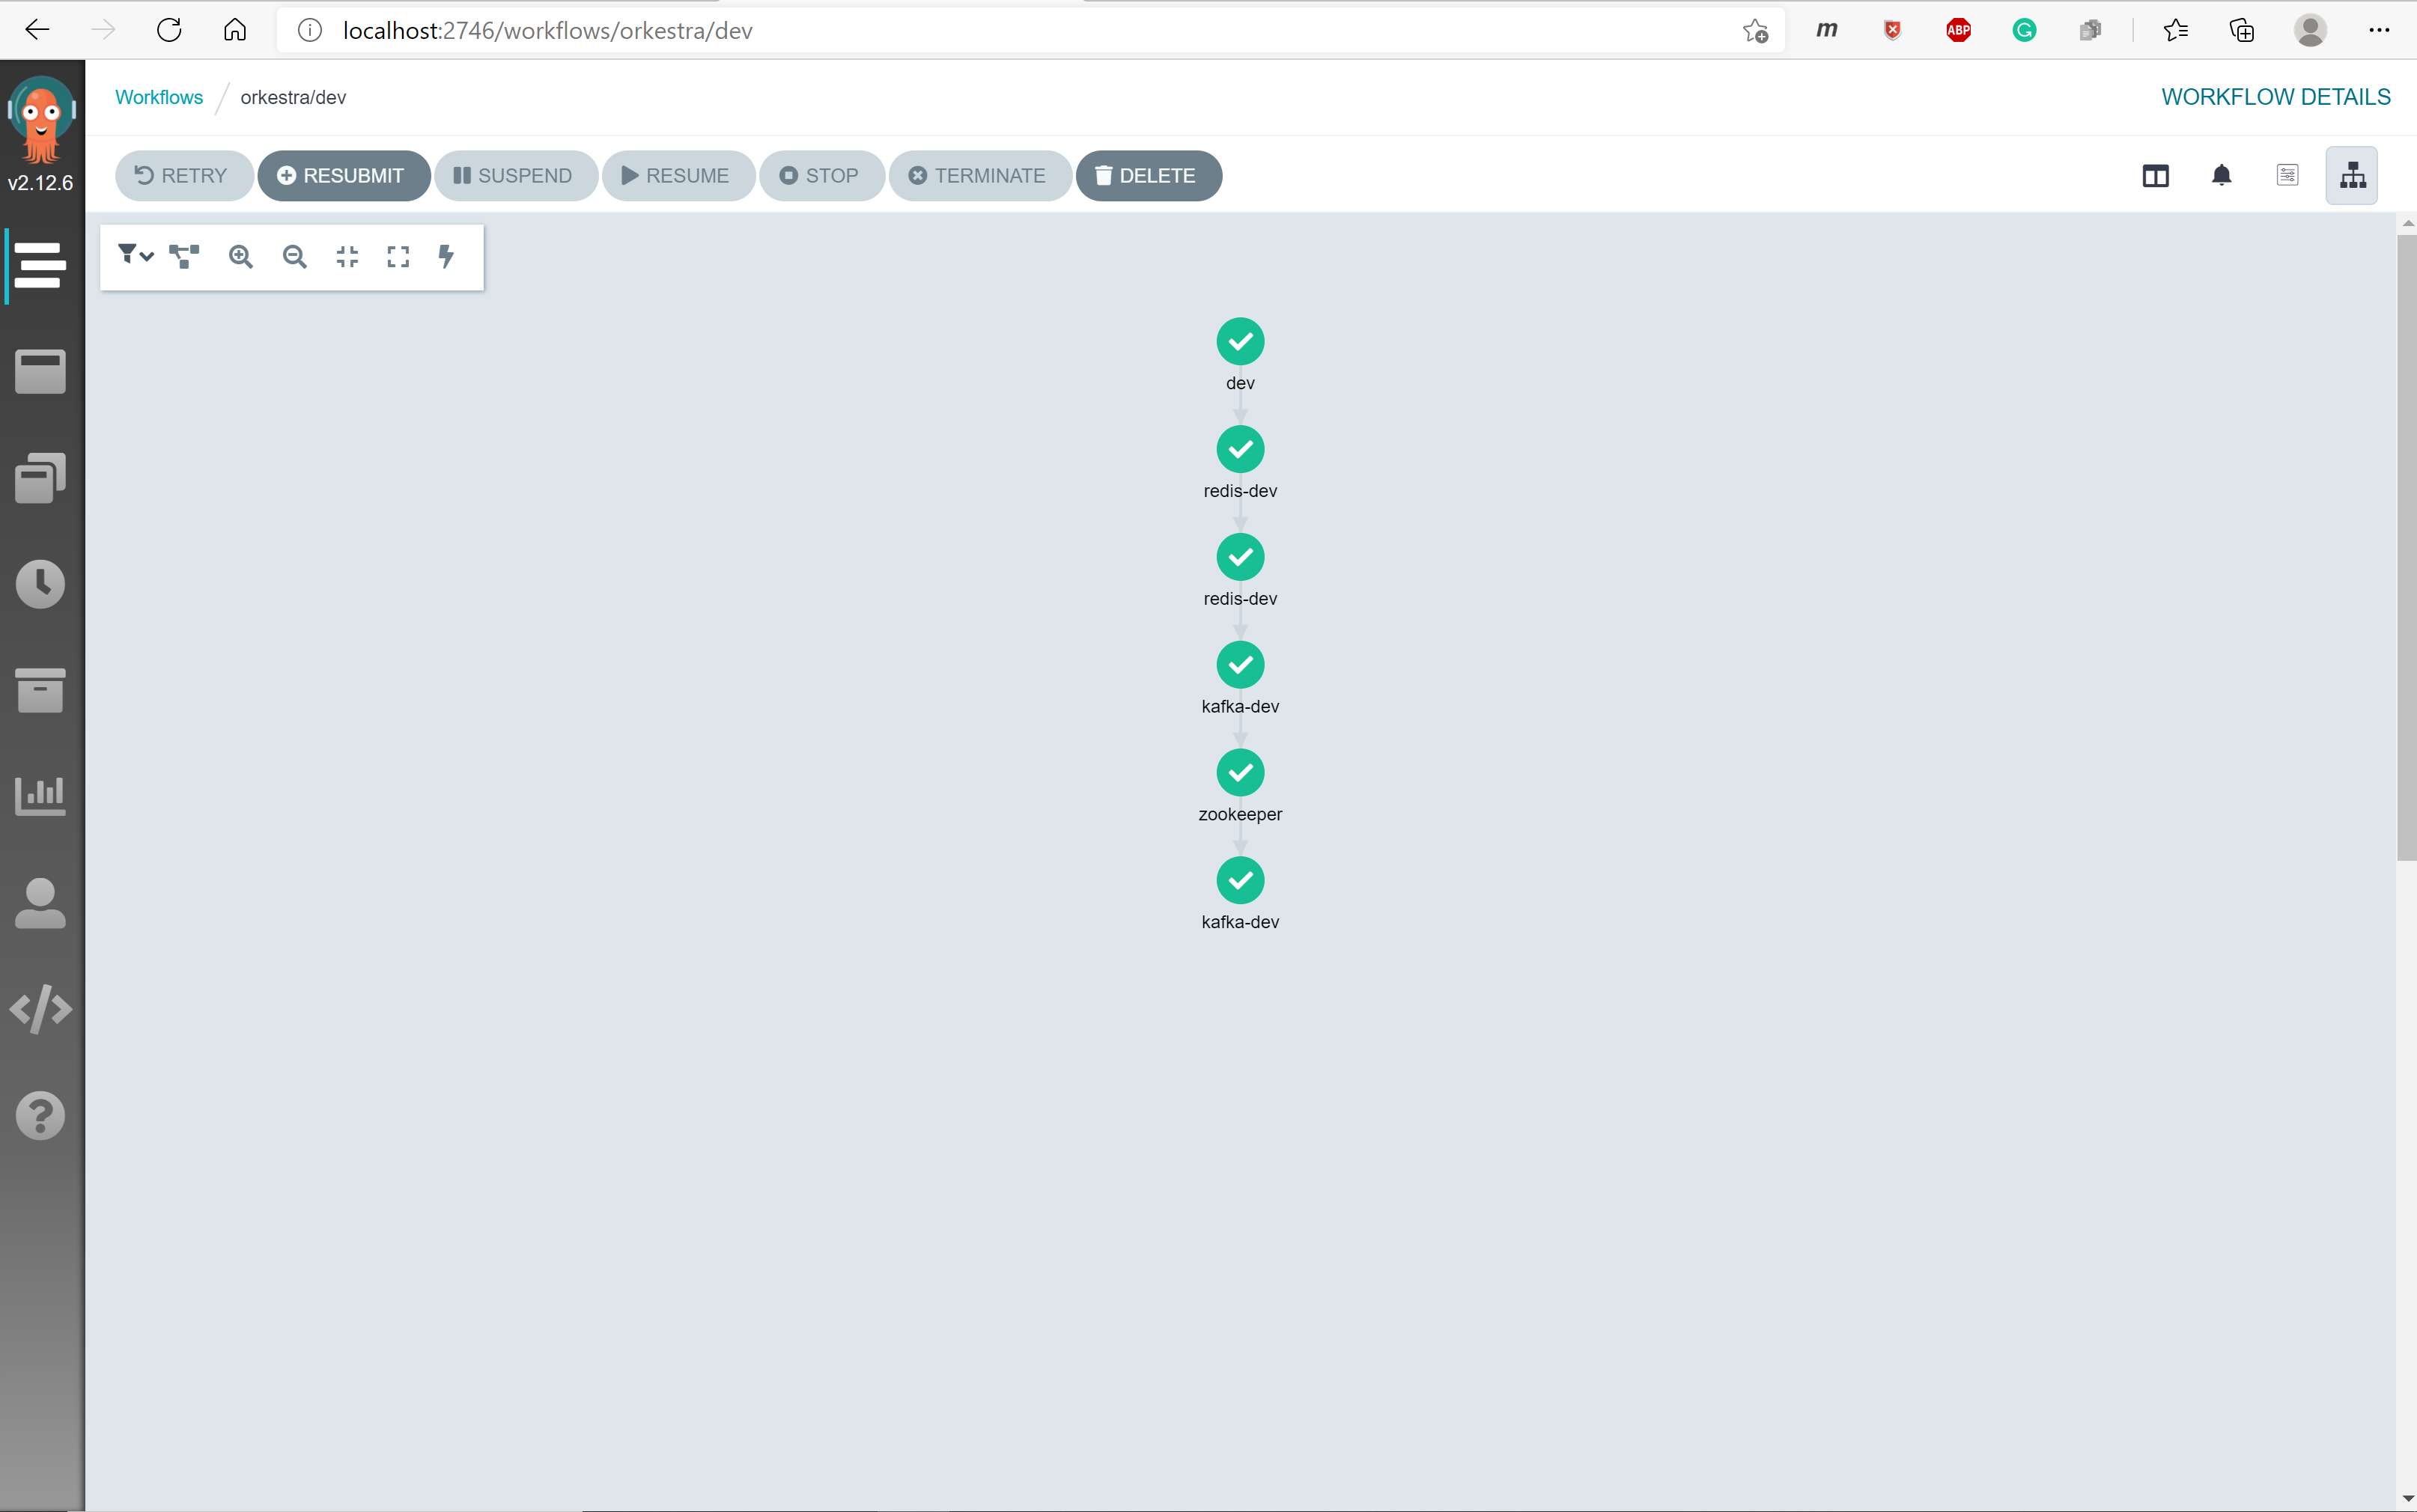 localhost:2746/workflows/orkestra/dev
m
ABP
v2.12.6
Workflows / orkestra/dev
WORKFLOW DETAILS
RETRY RESUBMIT SUSPEND RESUME STOP TERMINATE DELETE
dev
redis-dev
redis-dev
kafka-dev
zookeeper
kafka-dev